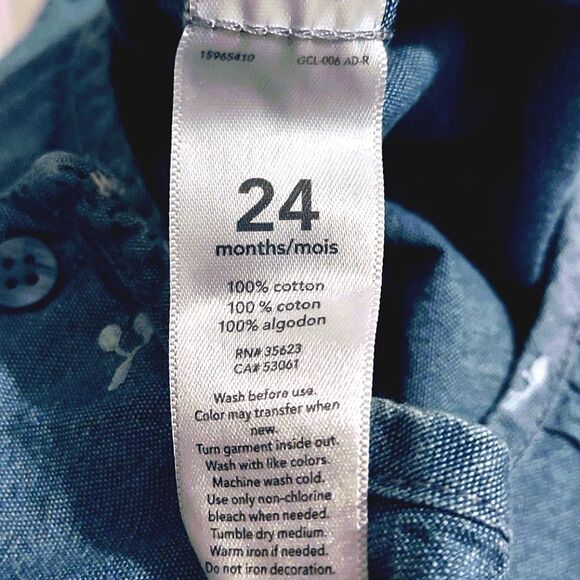 15965410 GCL-006 AD-R
24
months/mois
100% cotton
100 % coton
100% algodon
RN# 35623
CA# 53061
Wash before use.
Color may transfer when
new.
Turn garment inside out.
Wash with like colors.
Machine wash cold.
Use only non-chlorine
bleach when needed.
Tumble dry medium.
Warm iron if needed.
Do not iron decoration.